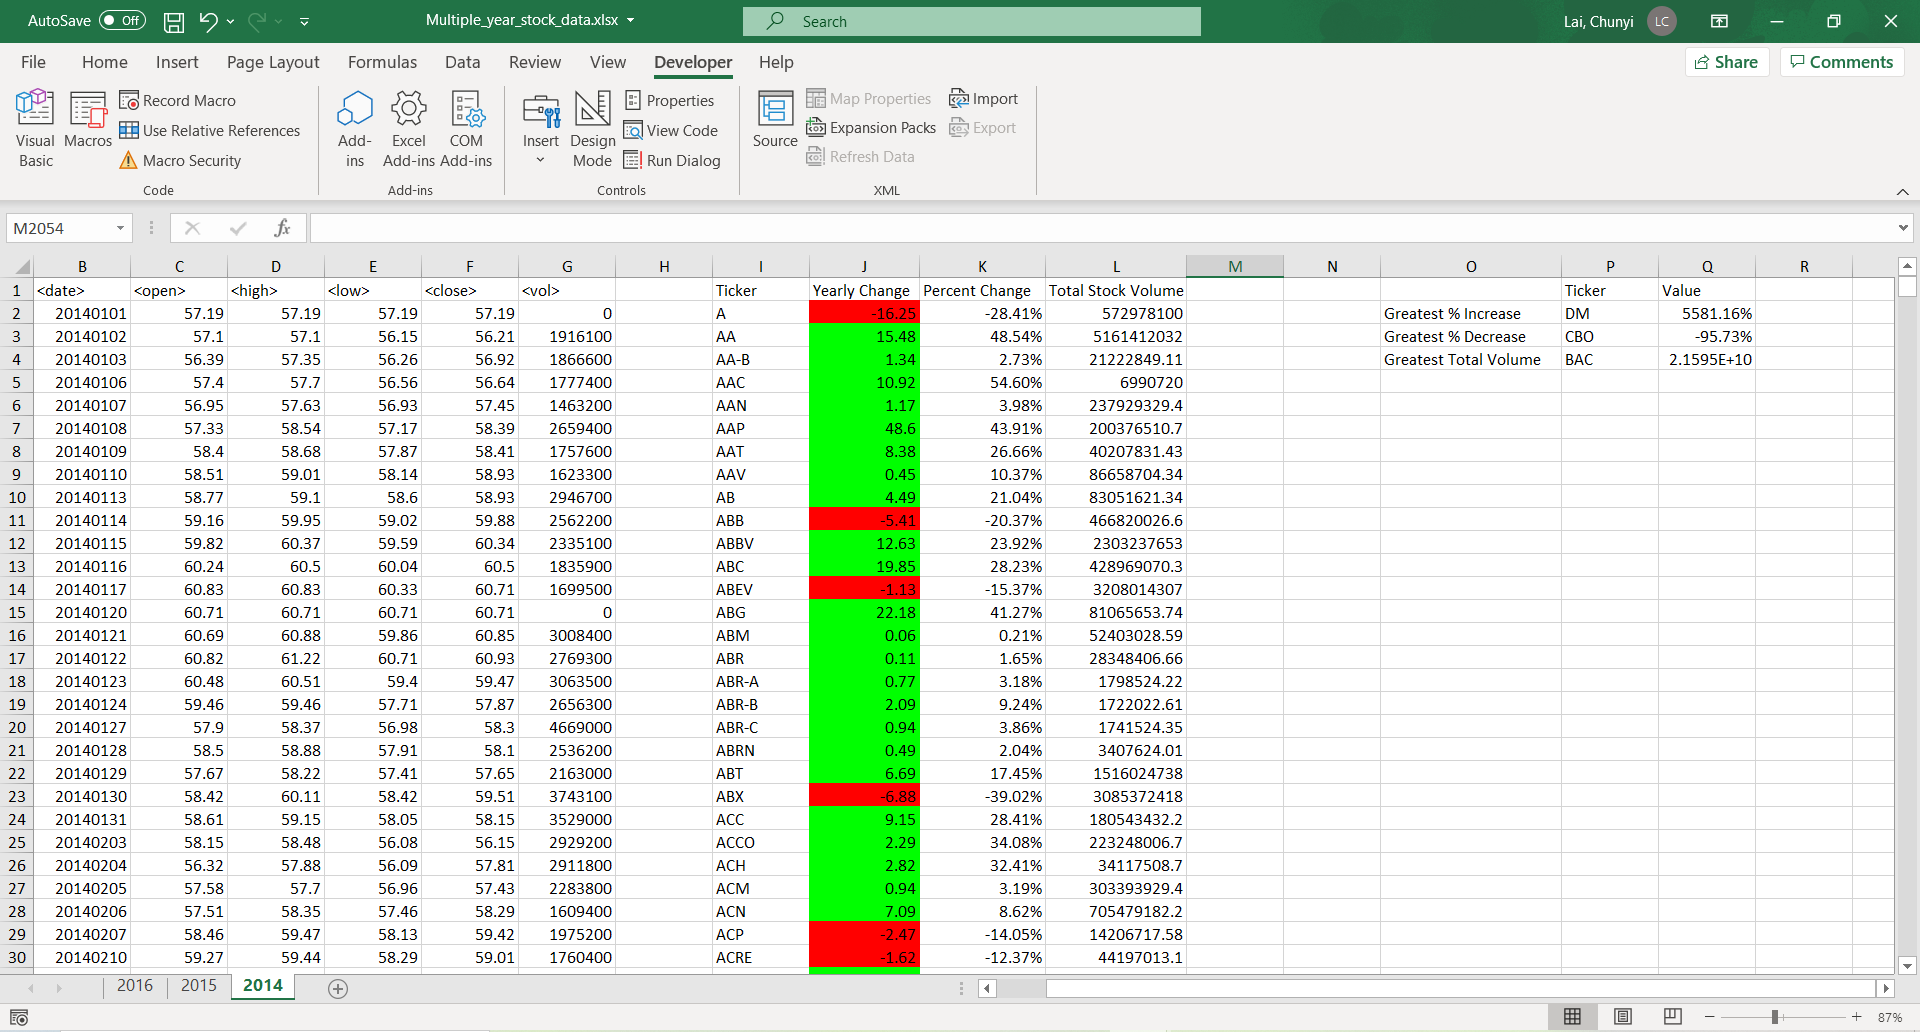 AutoSave Off Multiple_year_stock_data.xlsx Search Lai, Chunyi LC
File Home Insert Page Layout Formulas Data Review View Developer Help Share Comments
Visual Basic Macros Record Macro Use Relative References Macro Security Code
Add-ins Excel Add-ins COM Add-ins Add-ins
Insert Design Mode Properties View Code Run Dialog Controls
Source Map Properties Expansion Packs Refresh Data Import Export XML
M2054 fx
B C D E F G H I J K L M N O P Q R
1 <date> <open> <high> <low> <close> <vol> Ticker Yearly Change Percent Change Total Stock Volume Ticker Value
2 20140101 57.19 57.19 57.19 57.19 0 A -16.25 -28.41% 572978100 Greatest % Increase DM 5581.16%
3 20140102 57.1 57.1 56.15 56.21 1916100 AA 15.48 48.54% 5161412032 Greatest % Decrease CBO -95.73%
4 20140103 56.39 57.35 56.26 56.92 1866600 AA-B 1.34 2.73% 21222849.11 Greatest Total Volume BAC 2.1595E+10
5 20140106 57.4 57.7 56.56 56.64 1777400 AAC 10.92 54.60% 6990720
6 20140107 56.95 57.63 56.93 57.45 1463200 AAN 1.17 3.98% 237929329.4
7 20140108 57.33 58.54 57.17 58.39 2659400 AAP 48.6 43.91% 200376510.7
8 20140109 58.4 58.68 57.87 58.41 1757600 AAT 8.38 26.66% 40207831.43
9 20140110 58.51 59.01 58.14 58.93 1623300 AAV 0.45 10.37% 86658704.34
10 20140113 58.77 59.1 58.6 58.93 2946700 AB 4.49 21.04% 83051621.34
11 20140114 59.16 59.95 59.02 59.88 2562200 ABB -5.41 -20.37% 466820026.6
12 20140115 59.82 60.37 59.59 60.34 2335100 ABBV 12.63 23.92% 2303237653
13 20140116 60.24 60.5 60.04 60.5 1835900 ABC 19.85 28.23% 428969070.3
14 20140117 60.83 60.83 60.33 60.71 1699500 ABEV -1.13 -15.37% 3208014307
15 20140120 60.71 60.71 60.71 60.71 0 ABG 22.18 41.27% 81065653.74
16 20140121 60.69 60.88 59.86 60.85 3008400 ABM 0.06 0.21% 52403028.59
17 20140122 60.82 61.22 60.71 60.93 2769300 ABR 0.11 1.65% 28348406.66
18 20140123 60.48 60.51 59.4 59.47 3063500 ABR-A 0.77 3.18% 1798524.22
19 20140124 59.46 59.46 57.71 57.87 2656300 ABR-B 2.09 9.24% 1722022.61
20 20140127 57.9 58.37 56.98 58.3 4669000 ABR-C 0.94 3.86% 1741524.35
21 20140128 58.5 58.88 57.91 58.1 2536200 ABRN 0.49 2.04% 3407624.01
22 20140129 57.67 58.22 57.41 57.65 2163000 ABT 6.69 17.45% 1516024738
23 20140130 58.42 60.11 58.42 59.51 3743100 ABX -6.88 -39.02% 3085372418
24 20140131 58.61 59.15 58.05 58.15 3529000 ACC 9.15 28.41% 180543432.2
25 20140203 58.15 58.48 56.08 56.15 2929200 ACCO 2.29 34.08% 223248006.7
26 20140204 56.32 57.88 56.09 57.81 2911800 ACH 2.82 32.41% 34117508.7
27 20140205 57.58 57.7 56.96 57.43 2283800 ACM 0.94 3.19% 303393929.4
28 20140206 57.51 58.35 57.46 58.29 1609400 ACN 7.09 8.62% 705479182.2
29 20140207 58.46 59.47 58.13 59.42 1975200 ACP -2.47 -14.05% 14206717.58
30 20140210 59.27 59.44 58.29 59.01 1760400 ACRE -1.62 -12.37% 44197013.1
2016 2015 2014
87%